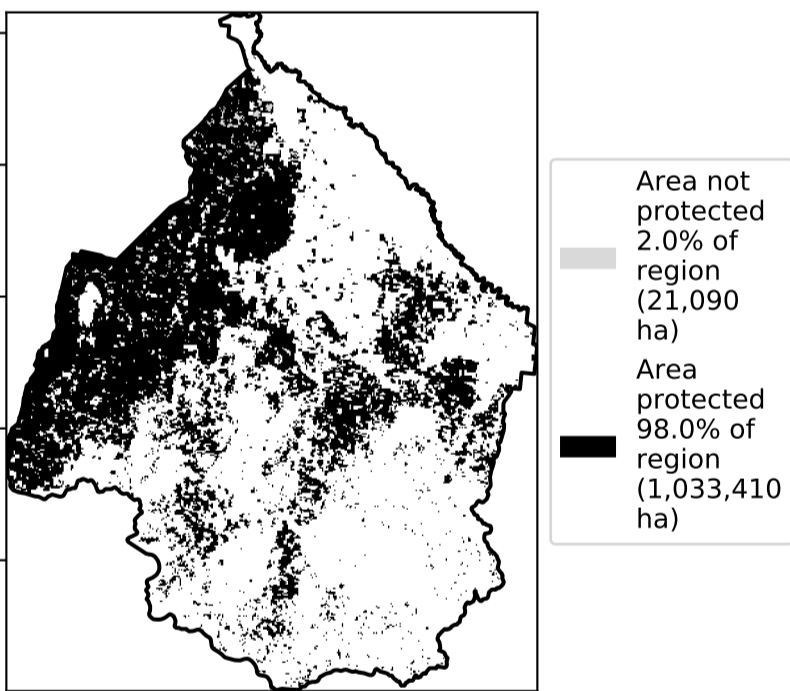 Area not
protected
2.0% of
region
(21,090
ha)
Area
protected
98.0% of
region
(1,033,410
ha)